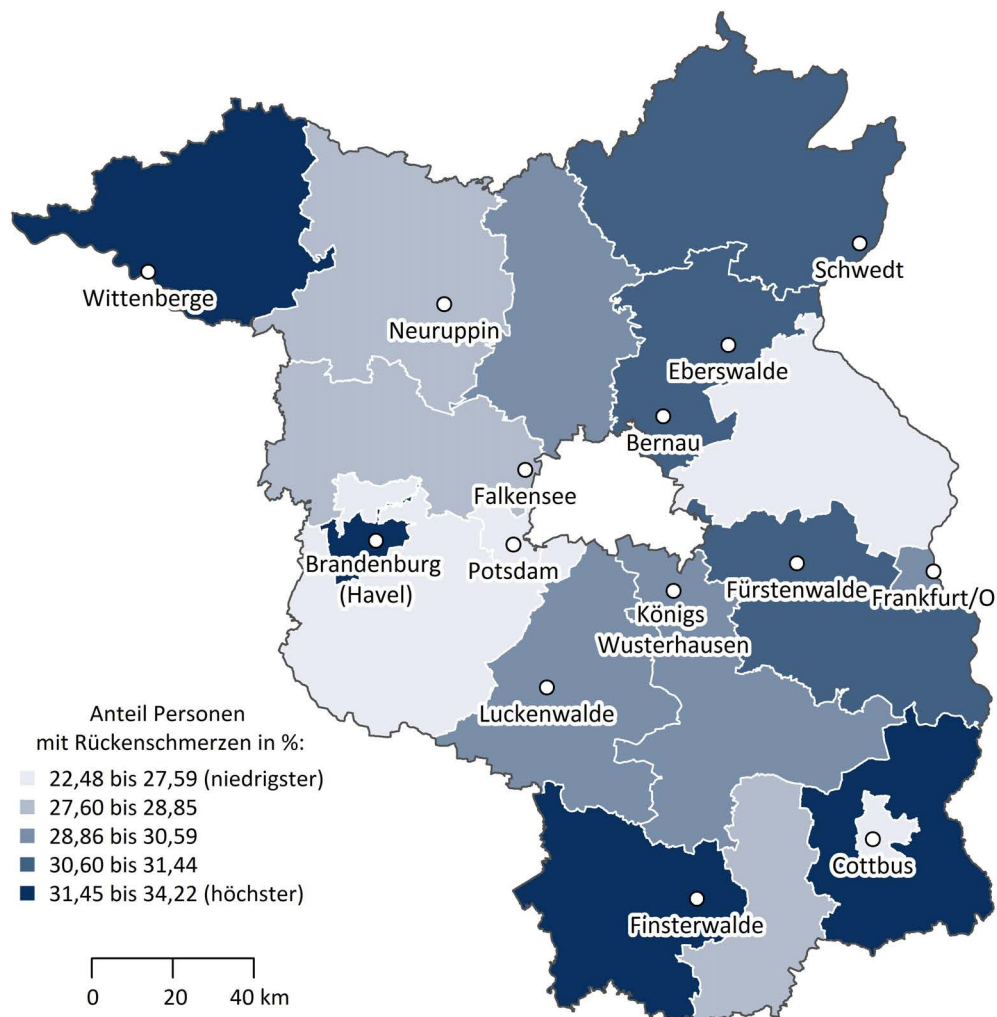 Schwedt
Wittenberge
Neuruppin
Eberswalde
Bernau
Falkensee
Brandenburg
(Havel)
Potsdam
Fürstenwalde
Frankfurt/O
Königs
Wusterhausen
Luckenwalde
Cottbus
Finsterwalde
Anteil Personen
mit Rückenschmerzen in %:
22,48 bis 27,59 (niedrigster)
27,60 bis 28,85
28,86 bis 30,59
30,60 bis 31,44
31,45 bis 34,22 (höchster)
0 20 40 km